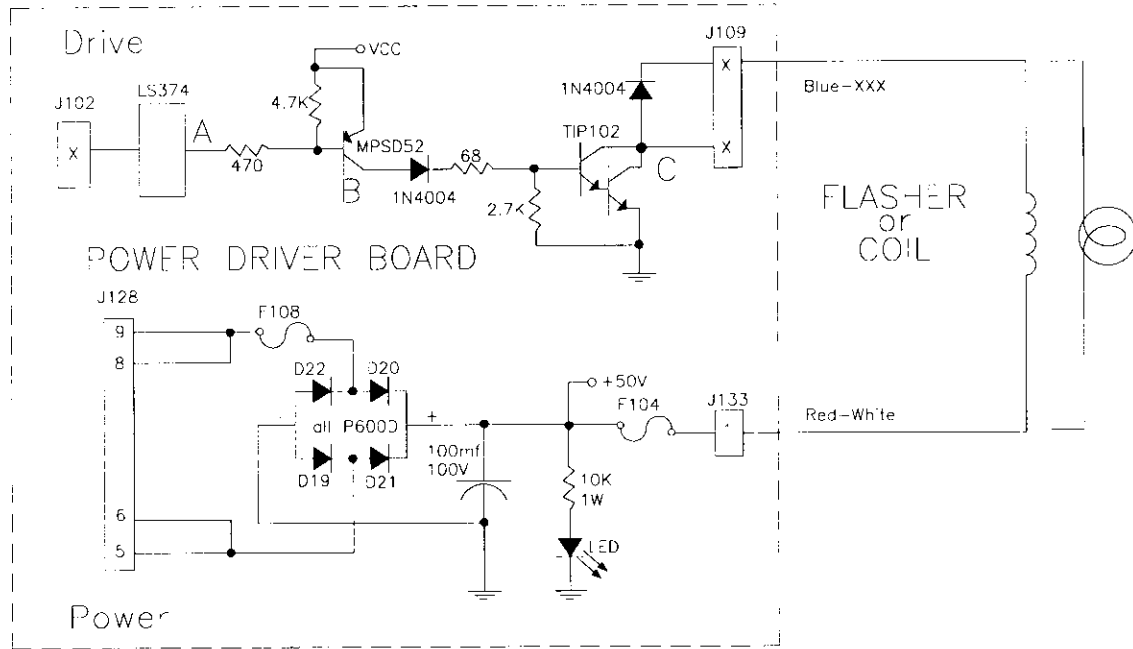 Drive
J109
VCC
LS374
J102
4.7K
1N4004
Blue-XXX
X
A
MPSD52
TIP102
X
470
B
68
X
C
1N4004
2.7K
FLASHER
or
COIL
POWER DRIVER BOARD
J128
F108
9
8
D22
D20
+50V
F104
J133
Red-White
+
all P6000
100mf
100V
D19
D21
10K
1W
6
5
LED
Power